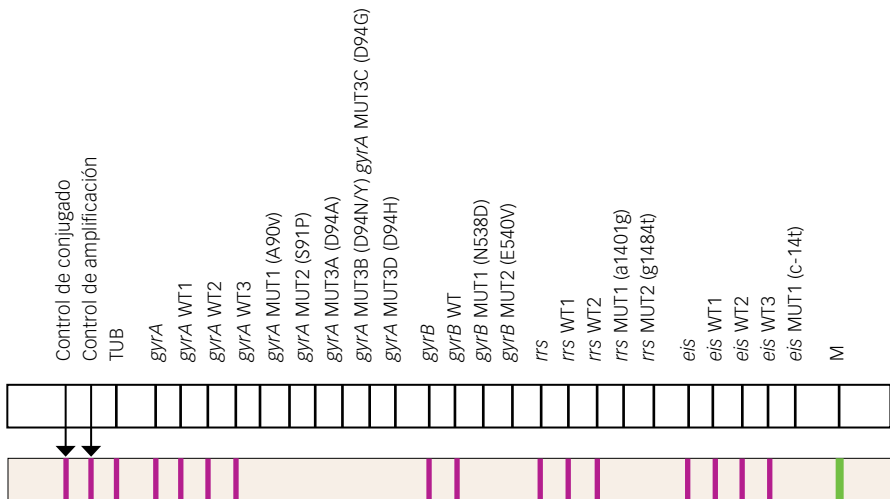 Control de conjugado
Control de amplificación
TUB
gyrA
gyrA WT1
gyrA WT2
gyrA WT3
gyrA MUT1 (A90v)
gyrA MUT2 (S91P)
gyrA MUT3A (D94A)
gyrA MUT3B (D94N/Y) gyrA MUT3C (D94G)
gyrA MUT3D (D94H)
gyrB
gyrB WT
gyrB MUT1 (N538D)
gyrB MUT2 (E540V)
rrs
rrs WT1
rrs WT2
rrs MUT1 (a1401g)
rrs MUT2 (g1484t)
eis
eis WT1
eis WT2
eis WT3
eis MUT1 (c-14t)
M